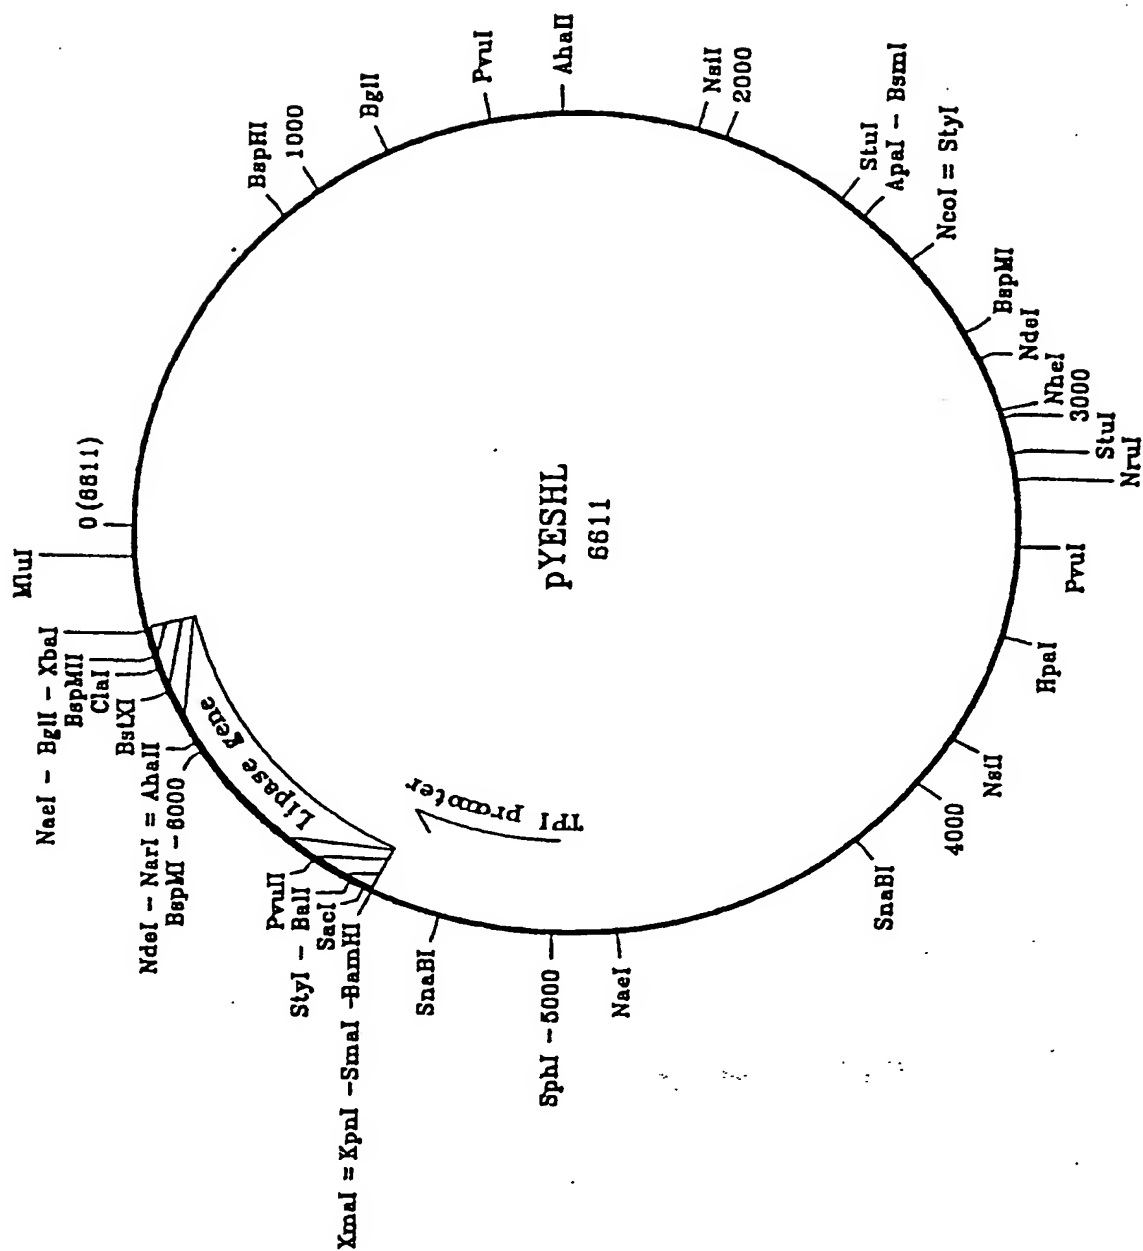 pYESHL
6611
0 (6811)
BspHI
1000
BglI
PvuI
AhaII
NsiI
2000
StuI
ApaI - BsmI
NcoI = StyI
BspMI
NdeI
NheI
3000
StuI
NruI
PvuI
HpaI
NsiI
4000
SnaBI
NaeI
SphI - 5000
SnaBI
XmaI = KpnI - SmaI - BamHI
SacI
StyI - BalI
PvuII
BspMI - 6000
NdeI - NarI = AhaII
BstXI
ClaI
BspMII
NaeI - BglI - XbaI
MluI
Lipase gene
TPI promoter